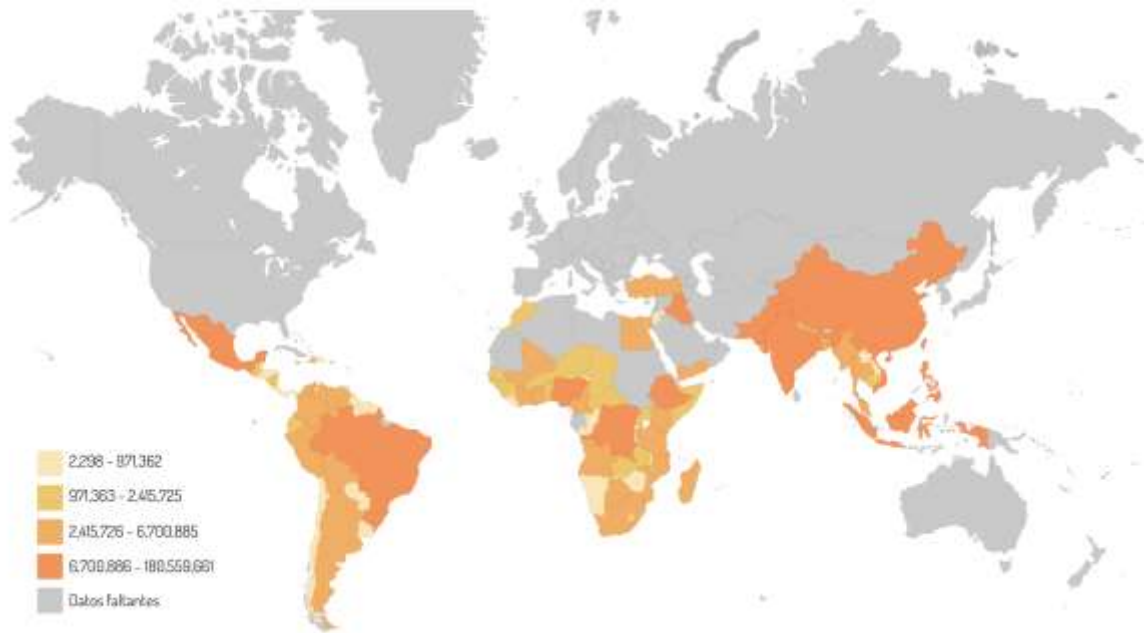 2,298 - 971,362
971,363 - 2,415,725
2,415,726 - 6,700,885
6,700,886 - 180,559,661
Datos faltantes